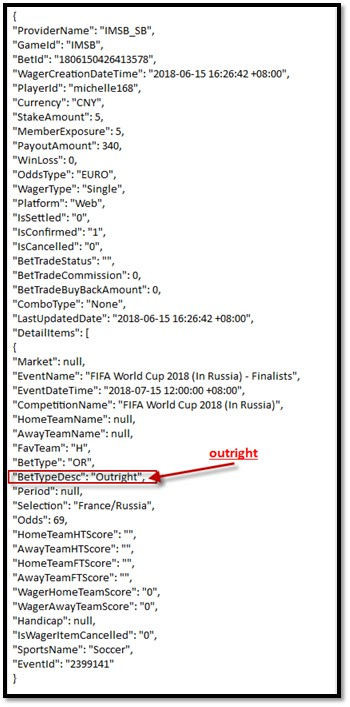 {
"ProviderName": "IMSB_SB",
"GameId": "IMSB",
"BetId": "1806150426413578",
"WagerCreationDateTime": "2018-06-15 16:26:42 +08:00",
"PlayerId": "michelle168",
"Currency": "CNY",
"StakeAmount": 5,
"MemberExposure": 5,
"PayoutAmount": 340,
"WinLoss": 0,
"OddsType": "EURO",
"WagerType": "Single",
"Platform": "Web",
"IsSettled": "0",
"IsConfirmed": "1",
"IsCancelled": "0",
"BetTradeStatus": "",
"BetTradeCommission": 0,
"BetTradeBuyBackAmount": 0,
"ComboType": "None",
"LastUpdatedDate": "2018-06-15 16:26:42 +08:00",
"DetailItems": [
{
"Market": null,
"EventName": "FIFA World Cup 2018 (In Russia) - Finalists",
"EventDateTime": "2018-07-15 12:00:00 +08:00",
"CompetitionName": "FIFA World Cup 2018 (In Russia)",
"HomeTeamName": null,
"AwayTeamName": null,
"FavTeam": "H",
"BetType": "OR",
outright
"BetTypeDesc": "Outright",
"Period": null,
"Selection": "France/Russia",
"Odds": 69,
"HomeTeamHTScore": "",
"AwayTeamHTScore": "",
"HomeTeamFTScore": "",
"AwayTeamFTScore": "",
"WagerHomeTeamScore": "0",
"WagerAwayTeamScore": "0",
"Handicap": null,
"IsWagerItemCancelled": "0",
"SportsName": "Soccer",
"EventId": "2399141"
}